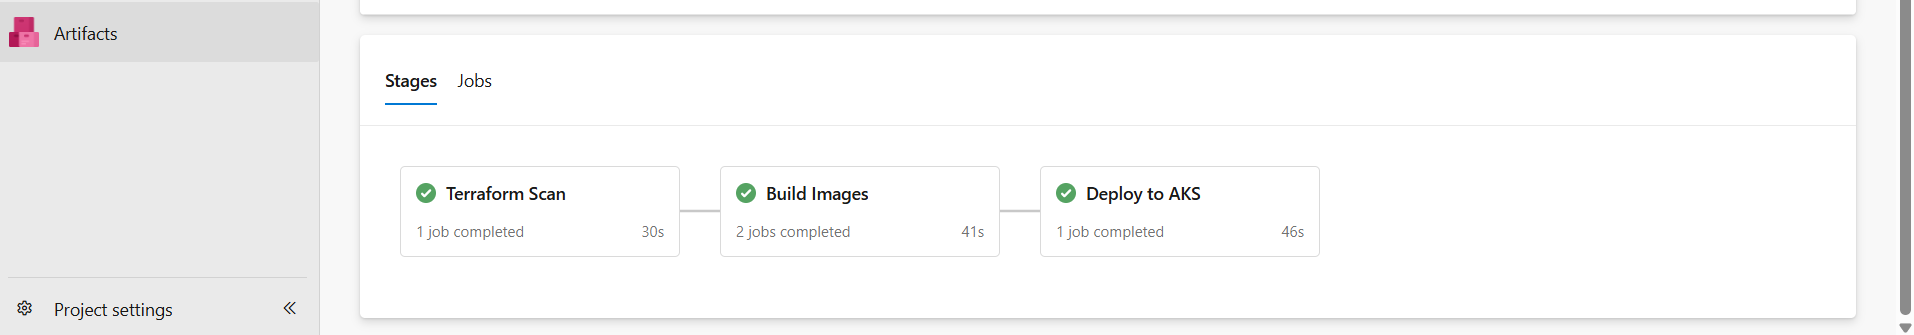 Artifacts
Project settings
Stages Jobs
Terraform Scan
1 job completed 30s
Build Images
2 jobs completed 41s
Deploy to AKS
1 job completed 46s